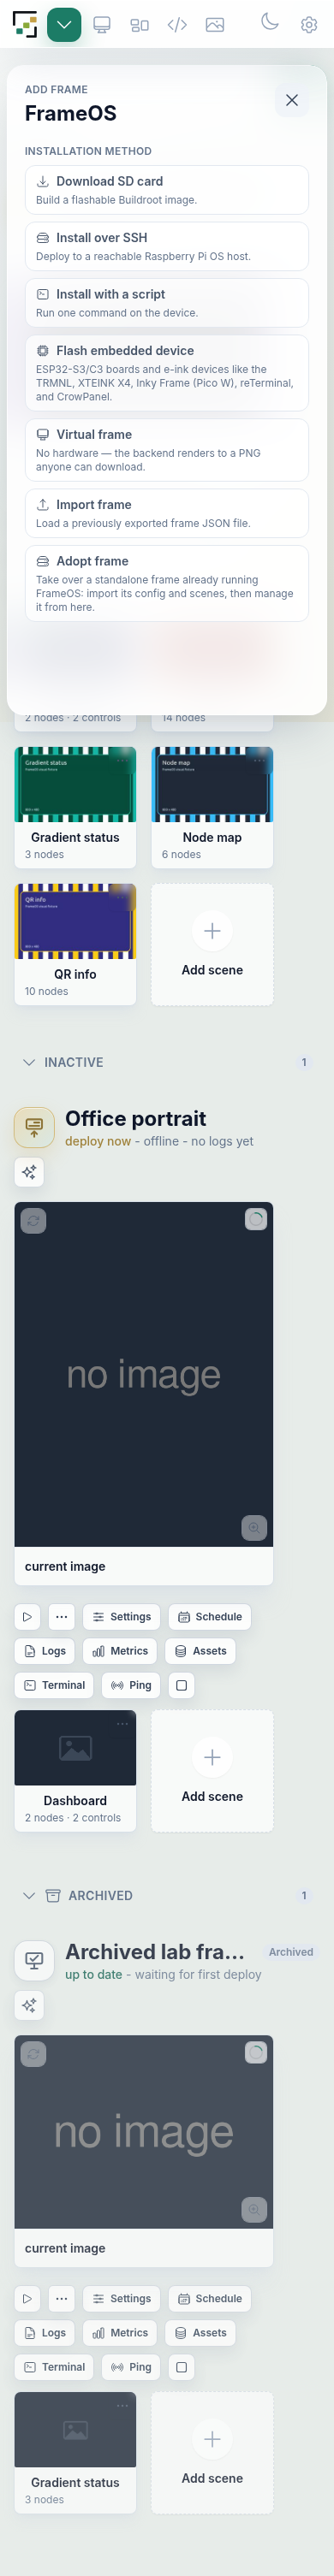 ADD FRAME
FrameOS
INSTALLATION METHOD
Download SD card
Build a flashable Buildroot image.
Install over SSH
Deploy to a reachable Raspberry Pi OS host.
Install with a script
Run one command on the device.
Flash embedded device
ESP32-S3/C3 boards and e-ink devices like the
TRMNL, XTEINK X4, Inky Frame (Pico W), reTerminal,
and CrowPanel.
Virtual frame
No hardware — the backend renders to a PNG
anyone can download.
Import frame
Load a previously exported frame JSON file.
Adopt frame
Take over a standalone frame already running
FrameOS: import its config and scenes, then manage
it from here.
2 nodes · 2 controls
14 nodes
Gradient status
Node map
Gradient status
3 nodes
Node map
6 nodes
QR info
QR info
10 nodes
Add scene
INACTIVE
1
Office portrait
deploy now - offline - no logs yet
no image
current image
Settings
Schedule
Logs
Metrics
Assets
Terminal
Ping
Dashboard
2 nodes · 2 controls
Add scene
ARCHIVED
1
Archived lab fra...
Archived
up to date - waiting for first deploy
no image
current image
Settings
Schedule
Logs
Metrics
Assets
Terminal
Ping
Gradient status
3 nodes
Add scene